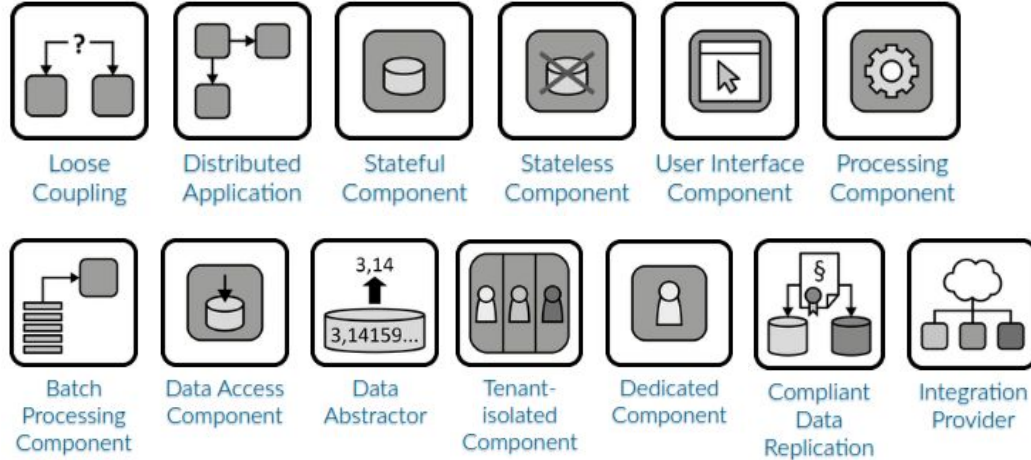 ?
Loose
Coupling
Distributed
Application
Stateful
Component
Stateless
Component
User Interface
Component
Processing
Component
Batch
Processing
Component
Data Access
Component
3,14
3,14159...
Data
Abstractor
Tenant-
isolated
Component
Dedicated
Component
§
Compliant
Data
Replication
Integration
Provider